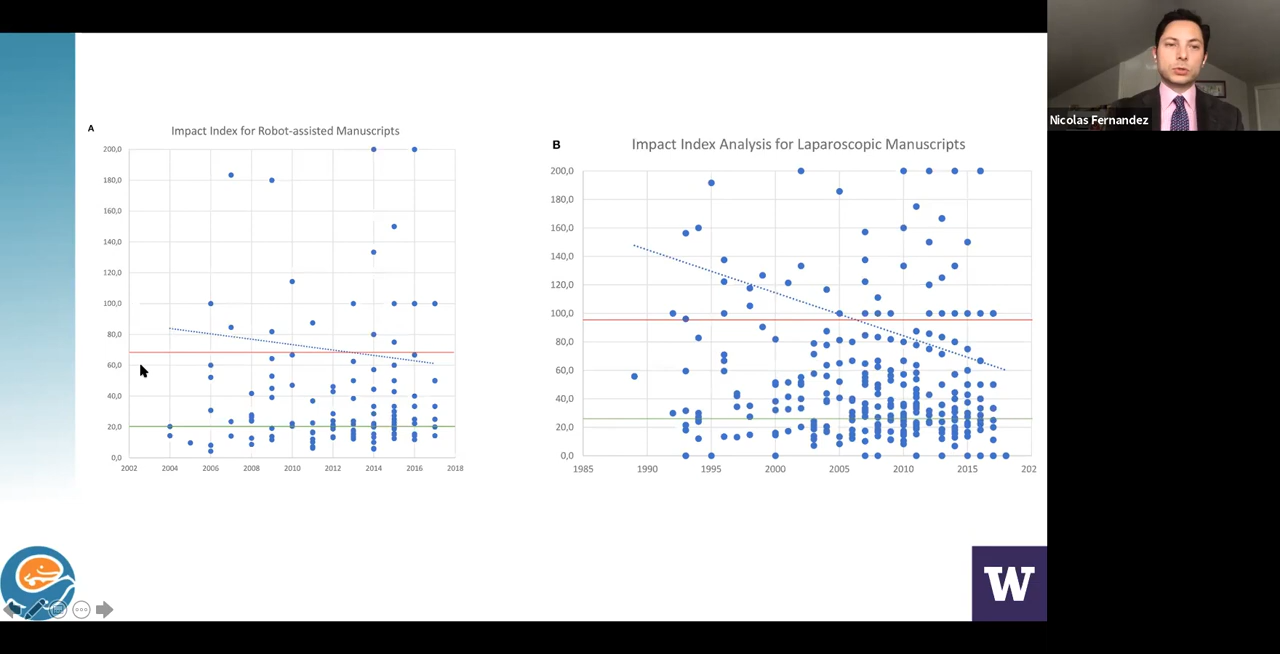 A
Impact Index for Robot-assisted Manuscripts
200,0
180,0
160,0
140,0
120,0
100,0
80,0
60,0
40,0
20,0
0,0
2002 2004 2006 2008 2010 2012 2014 2016 2018
B
Impact Index Analysis for Laparoscopic Manuscripts
200,0
180,0
160,0
140,0
120,0
100,0
80,0
60,0
40,0
20,0
0,0
1985 1990 1995 2000 2005 2010 2015 202
Nicolas Fernandez
W